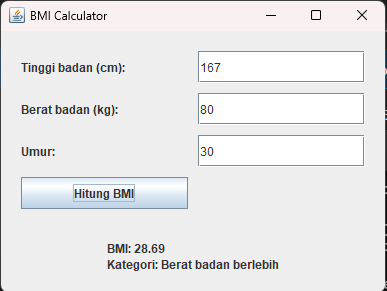 BMI Calculator
Tinggi badan (cm): 167
Berat badan (kg): 80
Umur: 30
Hitung BMI
BMI: 28.69
Kategori: Berat badan berlebih